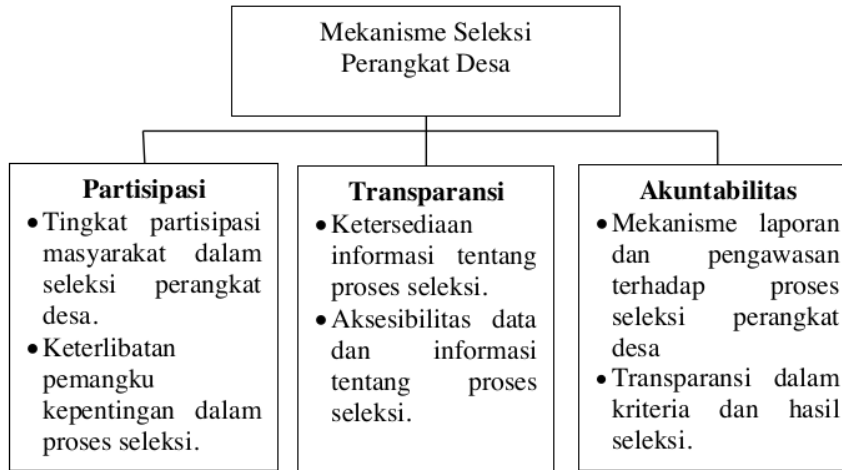 Mekanisme Seleksi
Perangkat Desa
Partisipasi
• Tingkat partisipasi
masyarakat dalam
seleksi perangkat
desa.
• Keterlibatan
pemangku
kepentingan dalam
proses seleksi.
Transparansi
• Ketersediaan
informasi tentang
proses seleksi.
• Aksesibilitas data
dan informasi
tentang proses
seleksi.
Akuntabilitas
• Mekanisme laporan
dan pengawasan
terhadap proses
seleksi perangkat
desa
• Transparansi dalam
kriteria dan hasil
seleksi.